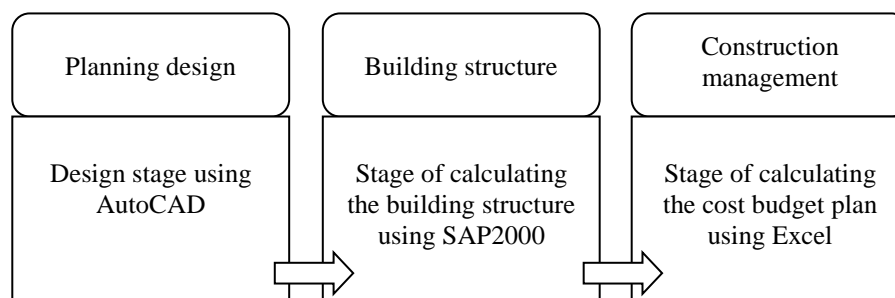 Planning design
Design stage using
AutoCAD
Building structure
Stage of calculating
the building structure
using SAP2000
Construction
management
Stage of calculating
the cost budget plan
using Excel